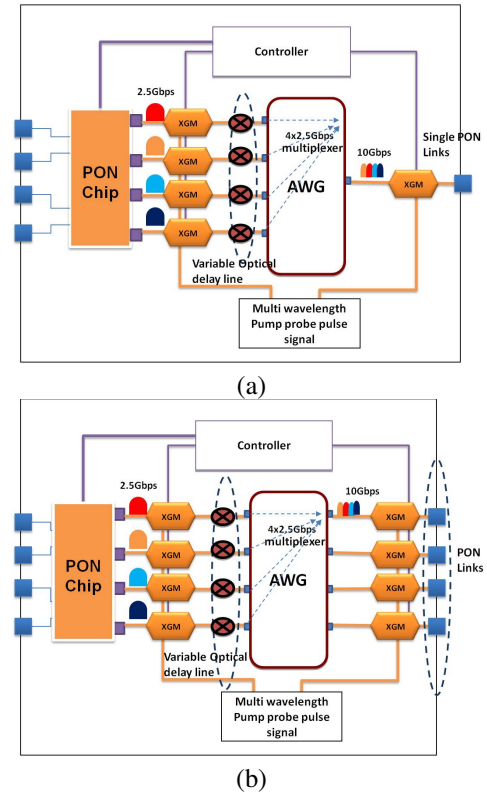 Controller
2.5Gbps
XGM
XGM
XGM
XGM
PON
Chip
4x2,5Gbps
multiplexer
AWG
10Gbps
XGM
Single PON
Links
Variable Optical
delay line
Multi wavelength
Pump probe pulse
signal
(a)
Controller
2.5Gbps
10Gbps
XGM
XGM
XGM
XGM
PON
Chip
4x2,5Gbps
multiplexer
AWG
XGM
XGM
XGM
XGM
PON
Links
Variable Optical
delay line
Multi wavelength
Pump probe pulse
signal
(b)